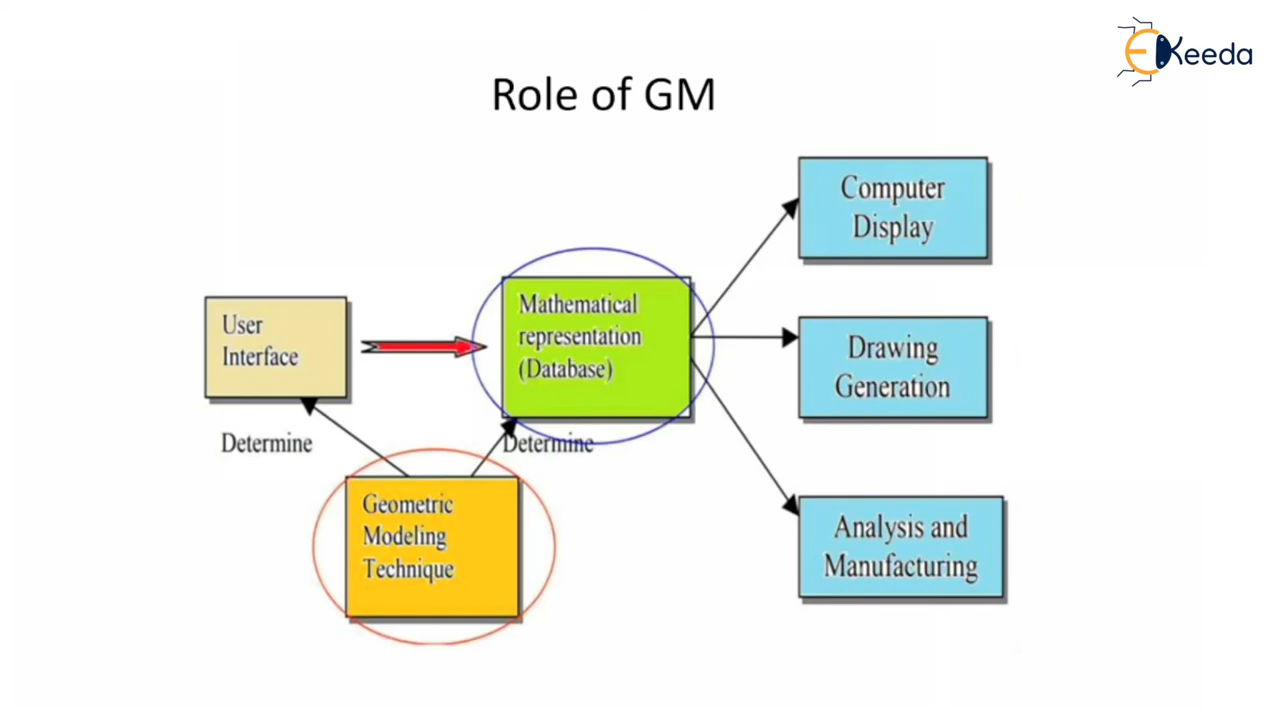 EKeeda
Role of GM
Computer
Display
User
Interface
Mathematical
representation
(Database)
Drawing
Generation
Determine
Determine
Geometric
Modeling
Technique
Analysis and
Manufacturing